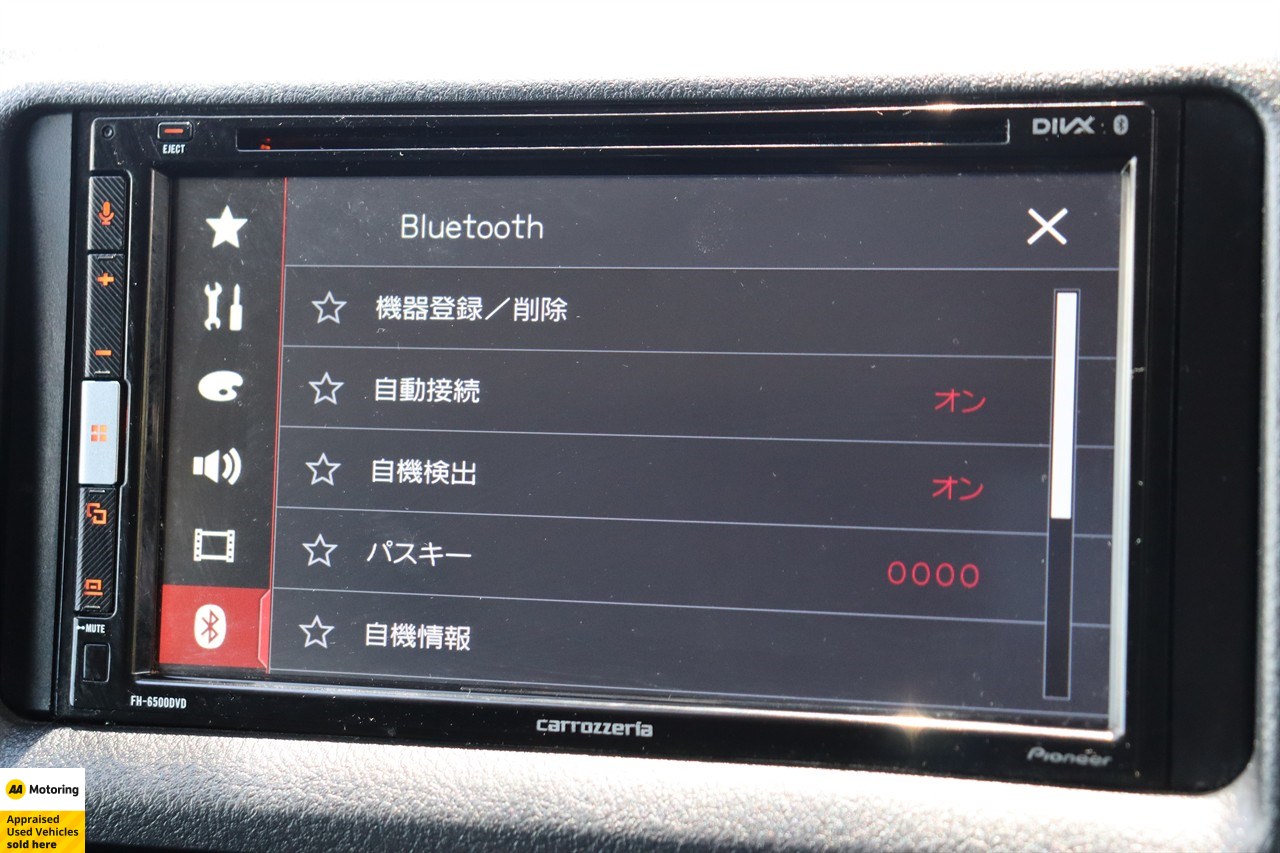 EJECT
DIVX
Bluetooth
機器登録／削除
自動接続
オン
自機検出
オン
パスキー
0000
自機情報
MUTE
FH-6500DVD
carrozzeria
Pioneer
AA Motoring
Appraised
Used Vehicles
sold here